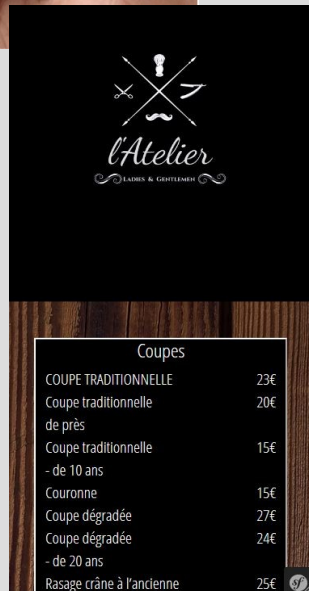 l'Atelier
Ladies & Gentlemen
Coupes
COUPE TRADITIONNELLE 23€
Coupe traditionnelle 20€
de près
Coupe traditionnelle 15€
- de 10 ans
Couronne 15€
Coupe dégradée 27€
Coupe dégradée 24€
- de 20 ans
Rasage crâne à l'ancienne 25€
sf